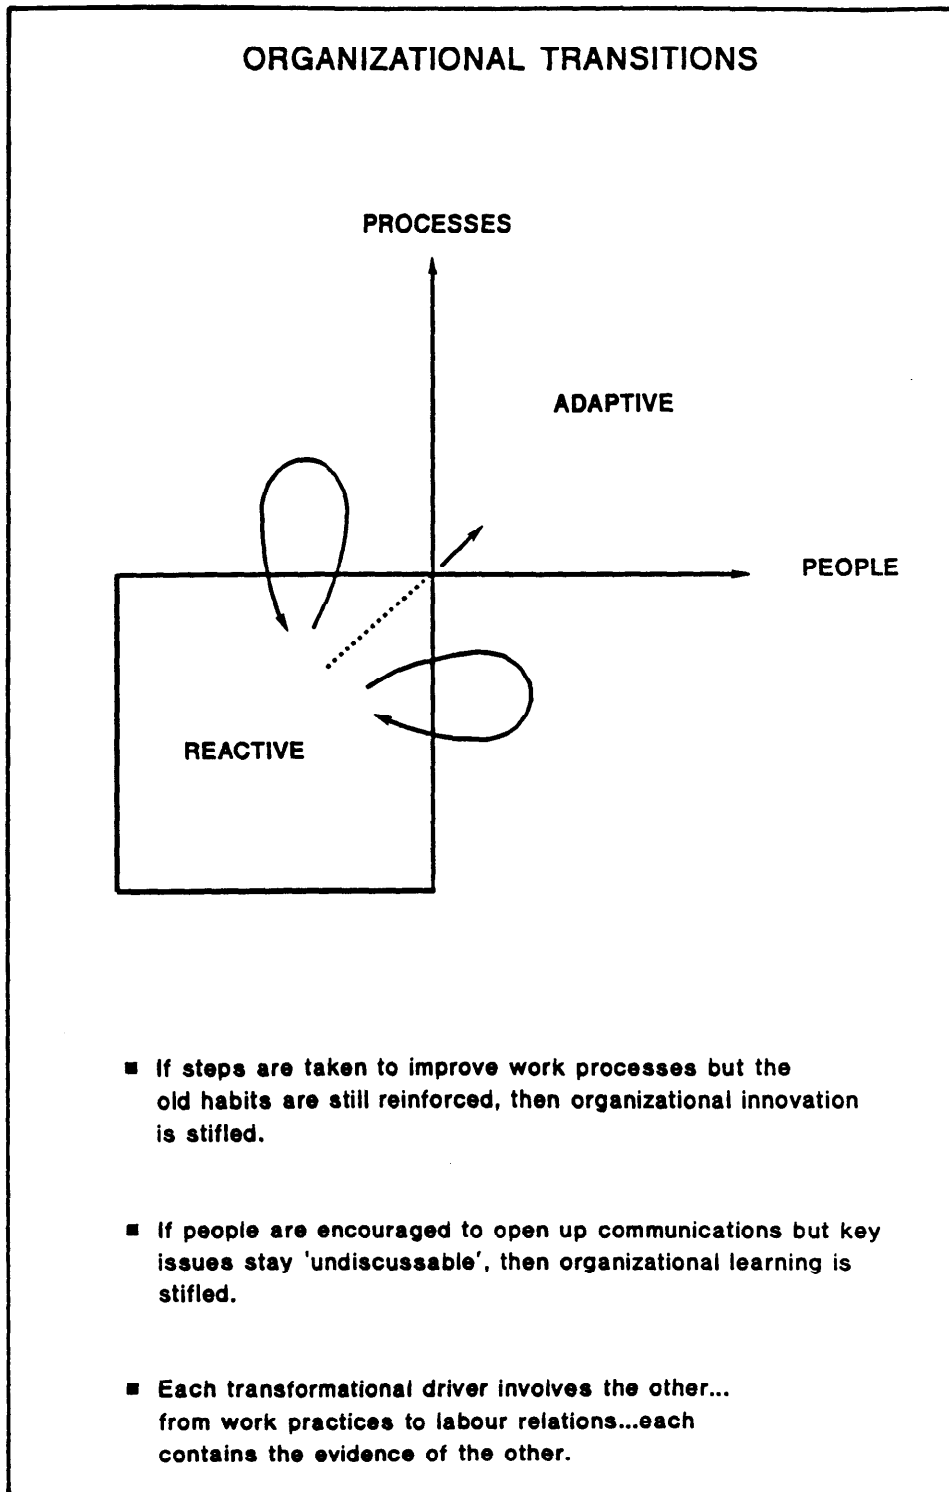 ORGANIZATIONAL TRANSITIONS
PROCESSES
ADAPTIVE
PEOPLE
REACTIVE
■ If steps are taken to improve work processes but the
old habits are still reinforced, then organizational innovation
is stifled.
■ If people are encouraged to open up communications but key
issues stay 'undiscussable', then organizational learning is
stifled.
■ Each transformational driver involves the other...
from work practices to labour relations...each
contains the evidence of the other.